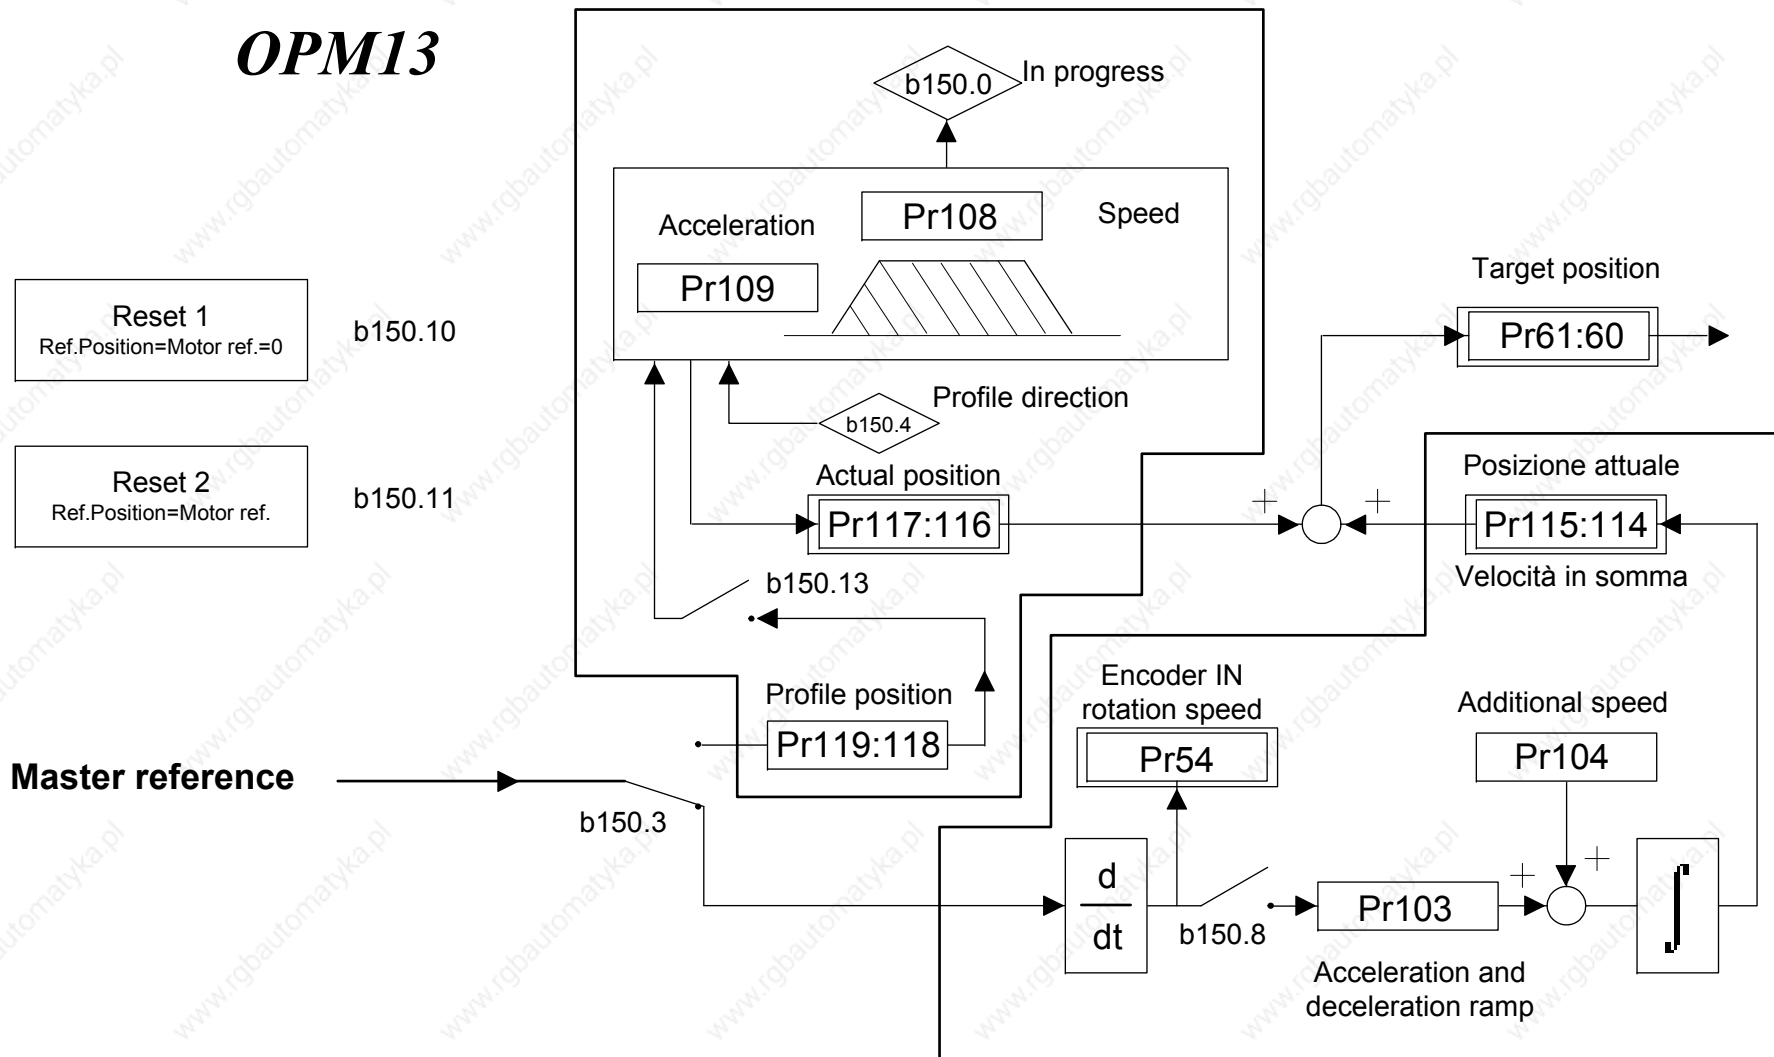 OPM13
b150.0
In progress
Acceleration
Pr108
Speed
Pr109
Target position
Pr61:60
Reset 1
Ref.Position=Motor ref.=0
b150.10
Profile direction
b150.4
Reset 2
Ref.Position=Motor ref.
b150.11
Actual position
Pr117:116
+
+
Posizione attuale
Pr115:114
Velocità in somma
b150.13
Profile position
Pr119:118
Encoder IN
rotation speed
Pr54
Additional speed
Pr104
Master reference
b150.3
d
dt
b150.8
Pr103
+
+
∫
Acceleration and
deceleration ramp
www.rgbautomatyka.pl